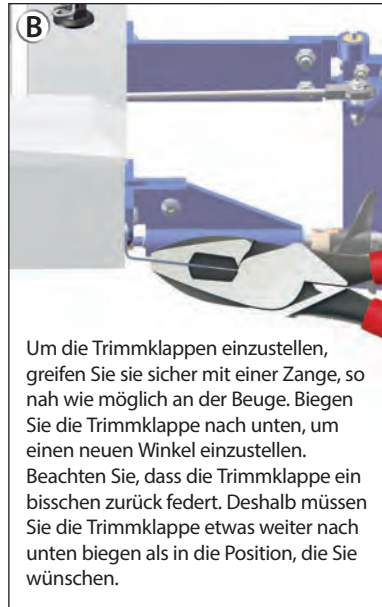 B
Um die Trimmklappen einzustellen,
greifen Sie sie sicher mit einer Zange, so
nah wie möglich an der Beuge. Biegen
Sie die Trimmklappe nach unten, um
einen neuen Winkel einzustellen.
Beachten Sie, dass die Trimmklappe ein
bisschen zurück federt. Deshalb müssen
Sie die Trimmklappe etwas weiter nach
unten biegen als in die Position, die Sie
wünschen.